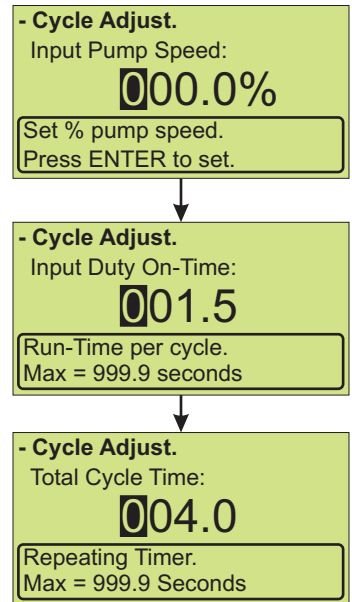 - Cycle Adjust.
Input Pump Speed:
000.0%
Set % pump speed.
Press ENTER to set.
- Cycle Adjust.
Input Duty On-Time:
001.5
Run-Time per cycle.
Max = 999.9 seconds
- Cycle Adjust.
Total Cycle Time:
004.0
Repeating Timer.
Max = 999.9 Seconds